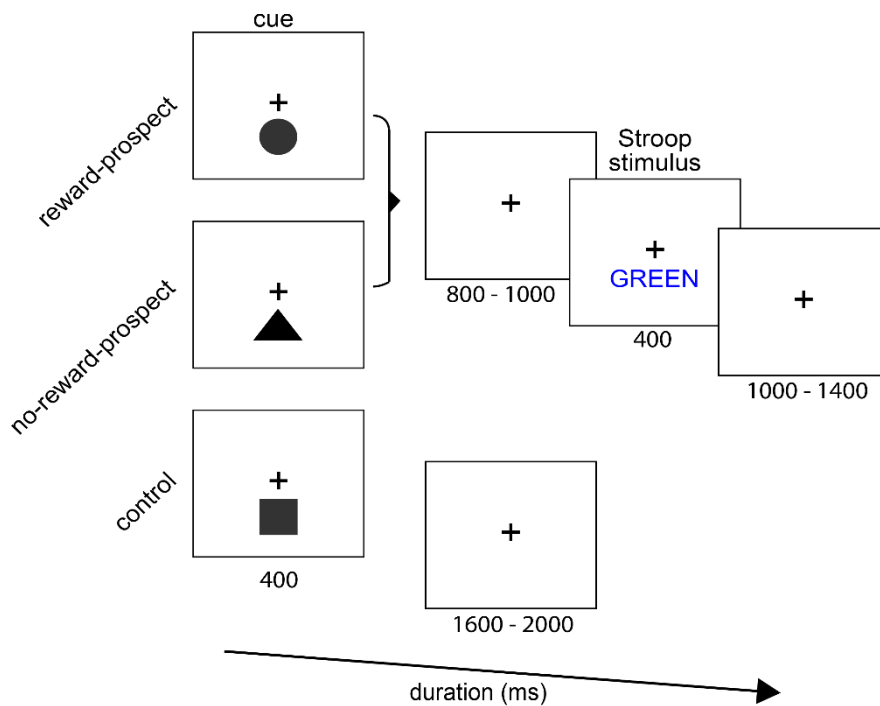 cue
reward-prospect
no-reward-prospect
control
400
800 - 1000
Stroop
stimulus
GREEN
400
1000 - 1400
1600 - 2000
duration (ms)